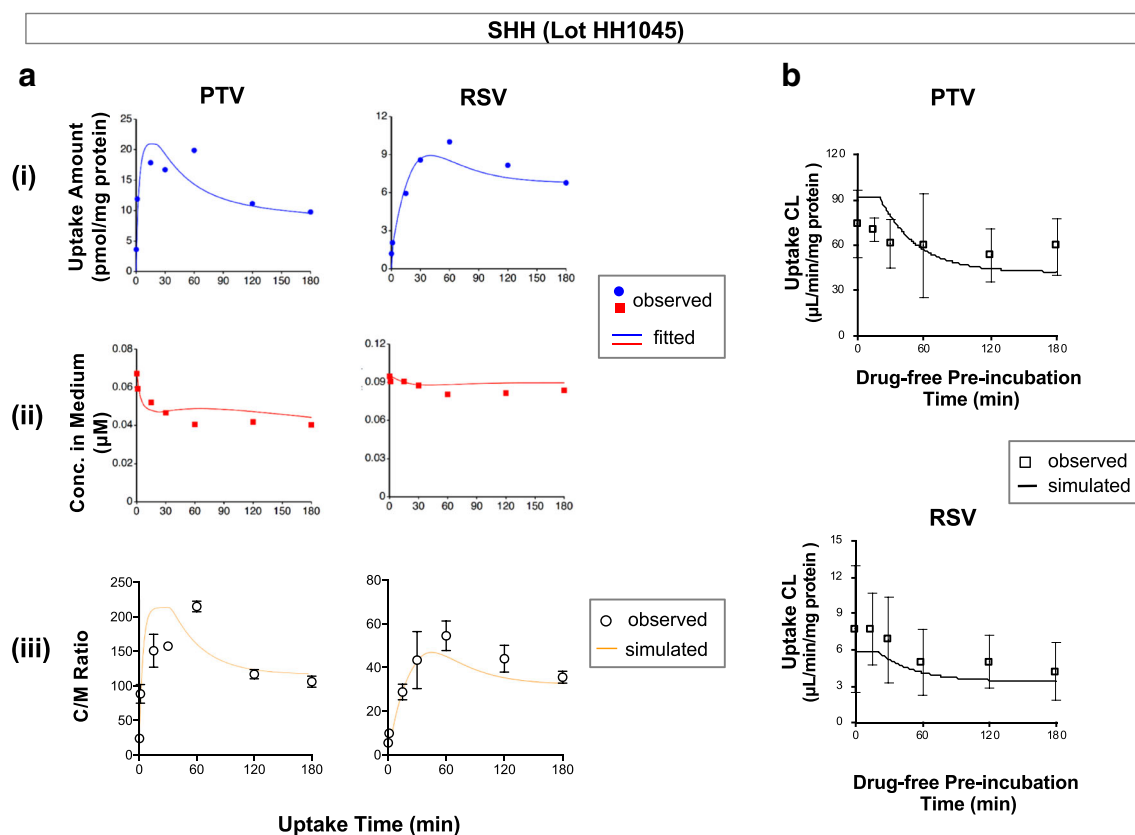 SHH (Lot HH1045)
a
PTV
RSV
(i)
Uptake Amount
(pmol/mg protein)
25
20
15
10
5
0
0 30 60 90 120 150 180
12
9
6
3
0
0 30 60 90 120 150 180
observed
fitted
(ii)
Conc. in Medium
(µM)
0.08
0.06
0.04
0.02
0
0 30 60 90 120 150 180
0.12
0.09
0.06
0.03
0
0 30 60 90 120 150 180
(iii)
C/M Ratio
250
200
150
100
50
0
0 60 120 180
80
60
40
20
0
0 60 120 180
observed
simulated
Uptake Time (min)
b
PTV
Uptake CL
(µL/min/mg protein )
120
90
60
30
0
0 60 120 180
Drug-free Pre-incubation
Time (min)
observed
simulated
RSV
Uptake CL
(µL/min/mg protein )
15
12
9
6
3
0
0 60 120 180
Drug-free Pre-incubation
Time (min)